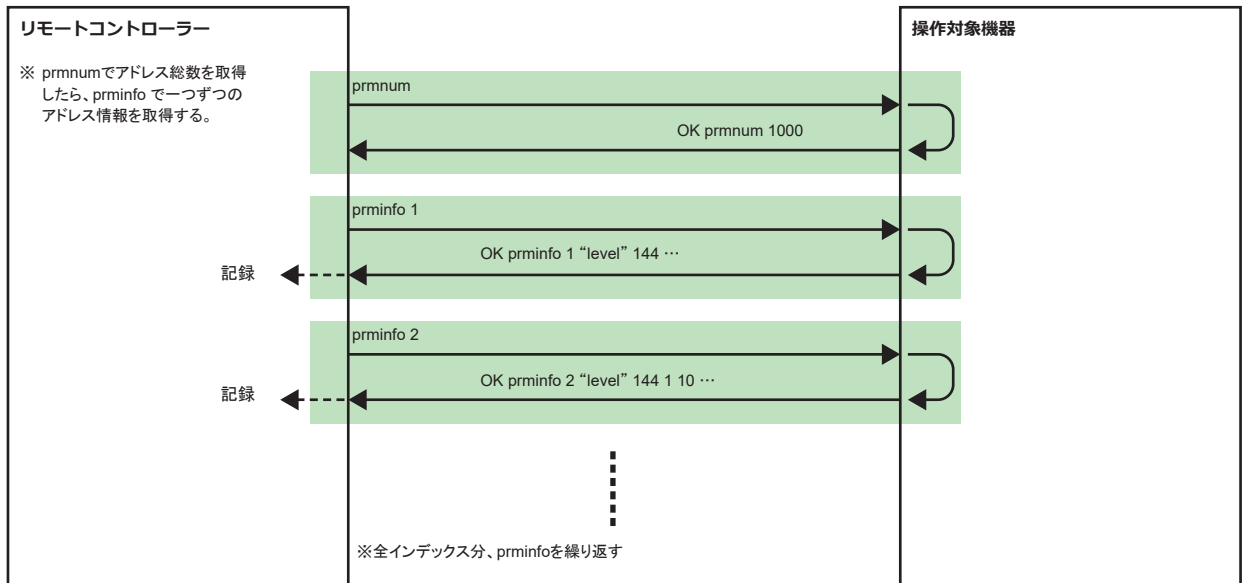 リモートコントローラー
操作対象機器
※ prmnumでアドレス総数を取得
したら、prminfo で一つずつの
アドレス情報を取得する。
prmnum
OK prmnum 1000
prminfo 1
OK prminfo 1 “level” 144 …
記録
prminfo 2
OK prminfo 2 “level” 144 1 10 …
記録
※全インデックス分、prminfoを繰り返す